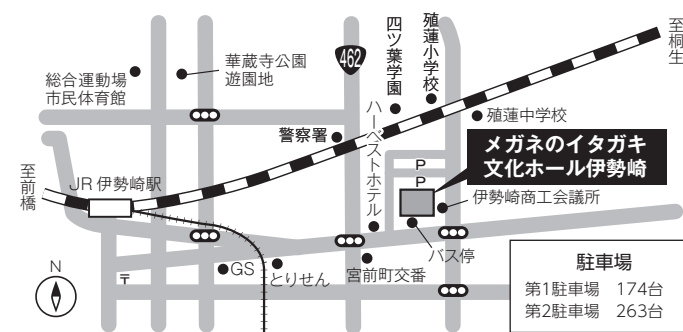 至桐生
462
四ツ葉学園
殖蓮小学校
華蔵寺公園
遊園地
総合運動場
市民体育館
殖蓮中学校
警察署
ハーベストホテル
メガネのイタガキ
文化ホール伊勢崎
P
P
至前橋
JR 伊勢崎駅
伊勢崎商工会議所
バス停
N
〒
GS
とりせん
宮前町交番
駐車場
第1駐車場 174台
第2駐車場 263台